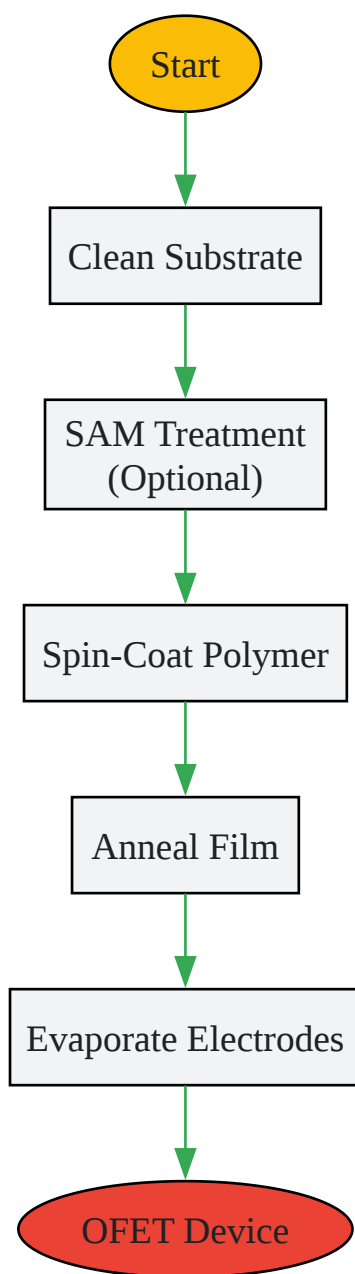 Start
Clean Substrate
SAM Treatment
(Optional)
Spin-Coat Polymer
Anneal Film
Evaporate Electrodes
OFET Device